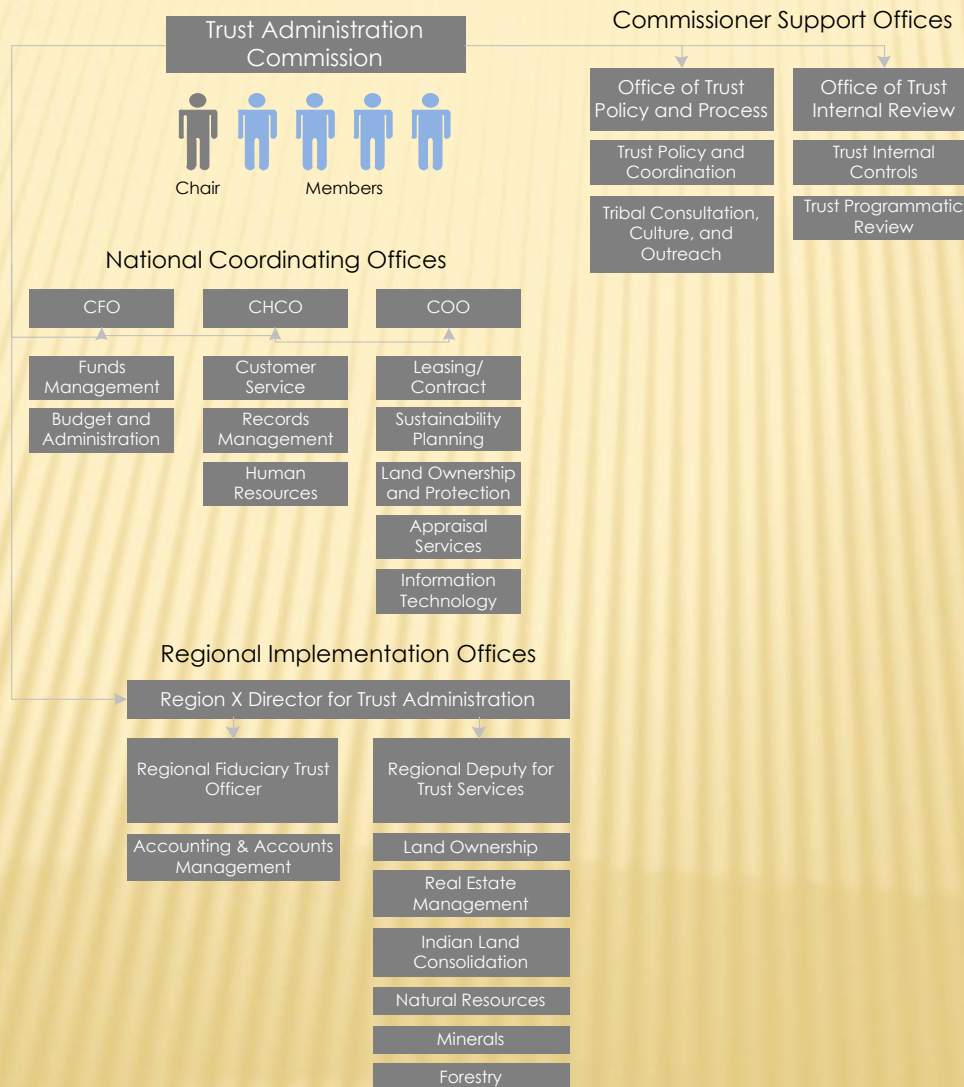 Trust Administration
Commission
Chair
Members
Commissioner Support Offices
Office of Trust
Policy and Process
Trust Policy and
Coordination
Tribal Consultation,
Culture, and
Outreach
Office of Trust
Internal Review
Trust Internal
Controls
Trust Programmatic
Review
National Coordinating Offices
CFO
Funds
Management
Budget and
Administration
CHCO
Customer
Service
Records
Management
Human
Resources
COO
Leasing/
Contract
Sustainability
Planning
Land Ownership
and Protection
Appraisal
Services
Information
Technology
Regional Implementation Offices
Region X Director for Trust Administration
Regional Fiduciary Trust
Officer
Accounting & Accounts
Management
Regional Deputy for
Trust Services
Land Ownership
Real Estate
Management
Indian Land
Consolidation
Natural Resources
Minerals
Forestry